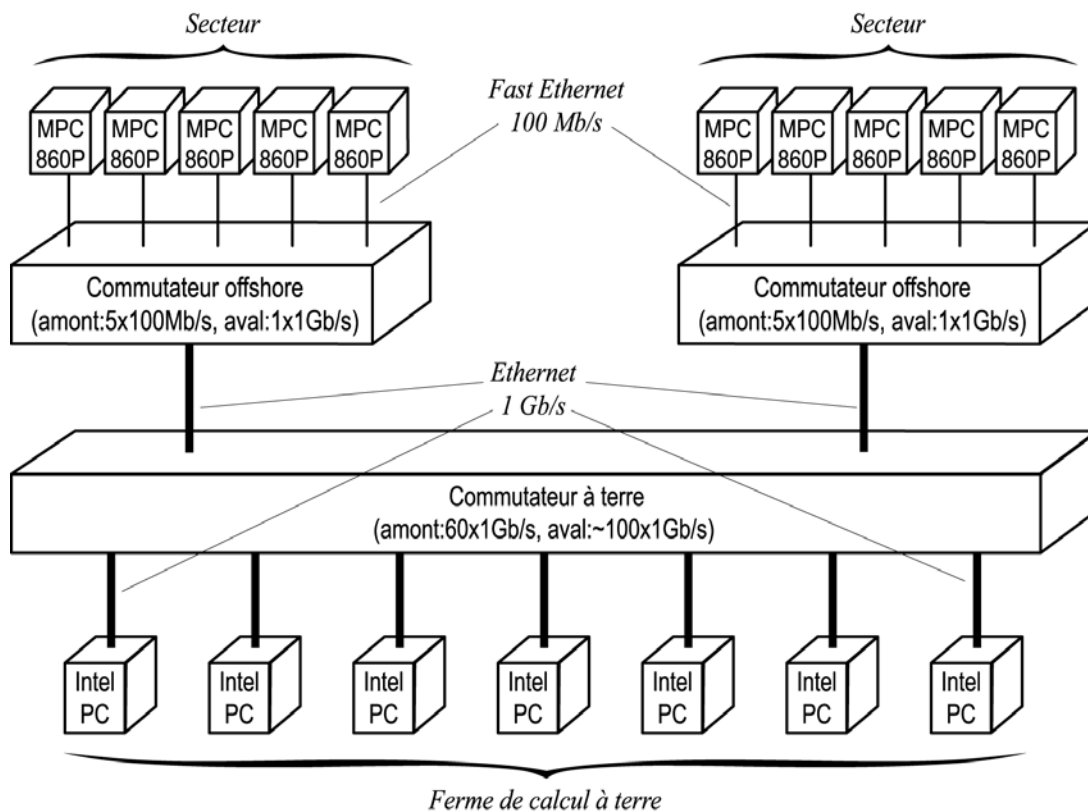 Secteur
Secteur
Fast Ethernet
100 Mb/s
MPC
860P
MPC
860P
MPC
860P
MPC
860P
MPC
860P
MPC
860P
MPC
860P
MPC
860P
MPC
860P
MPC
860P
Commutateur offshore
(amont:5x100Mb/s, aval:1x1Gb/s)
Commutateur offshore
(amont:5x100Mb/s, aval:1x1Gb/s)
Ethernet
1 Gb/s
Commutateur à terre
(amont:60x1Gb/s, aval:~100x1Gb/s)
Intel
PC
Intel
PC
Intel
PC
Intel
PC
Intel
PC
Intel
PC
Intel
PC
Ferme de calcul à terre